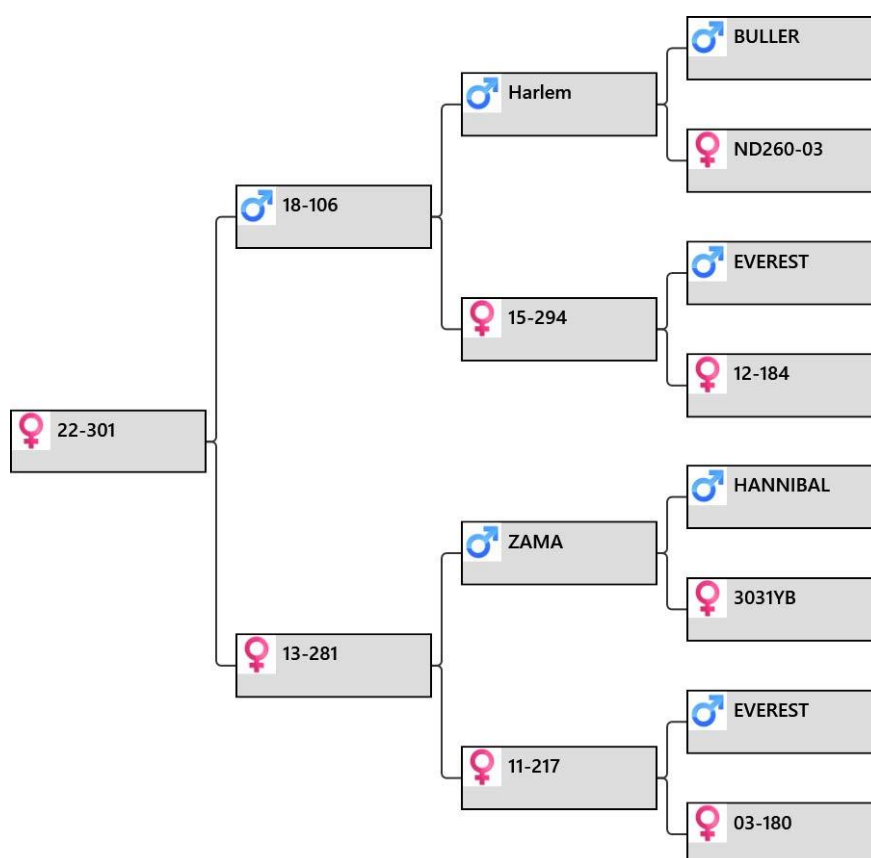 BULLER
Harlem
ND260-03
18-106
EVEREST
15-294
12-184
22-301
HANNIBAL
ZAMA
3031YB
13-281
EVEREST
11-217
03-180